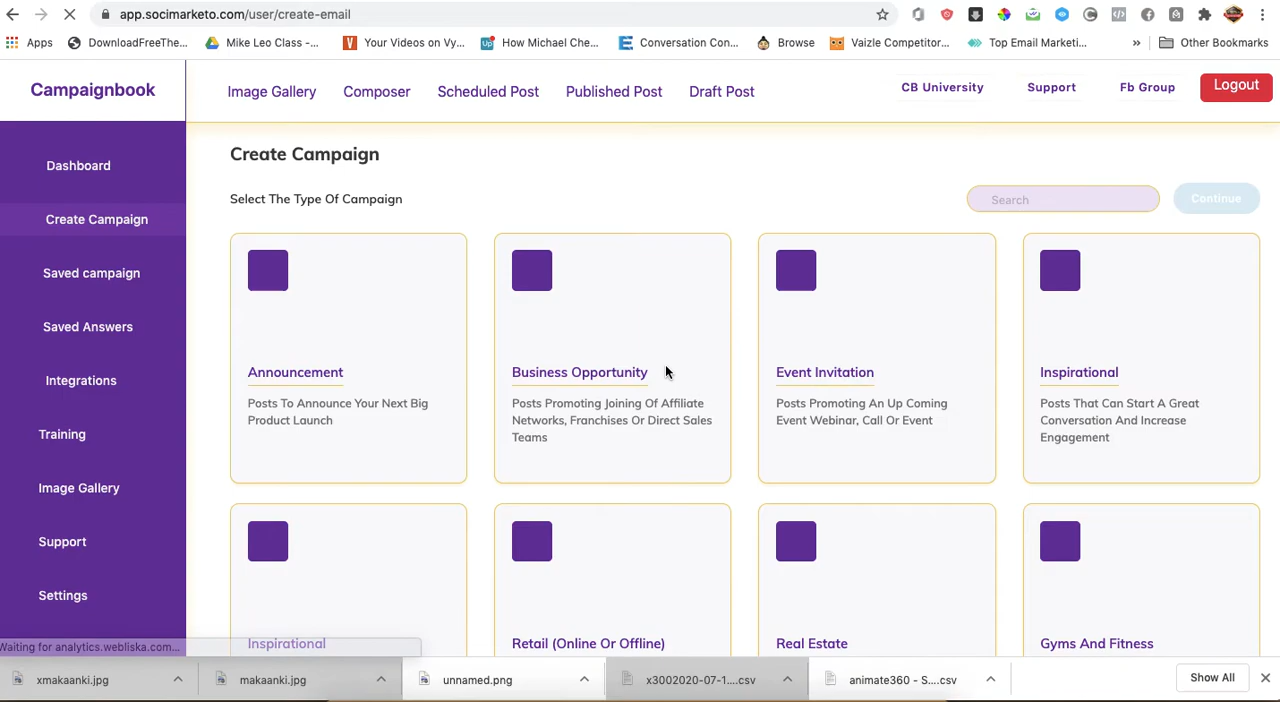 app.socimarketo.com/user/create-email
Apps
DownloadFreeThe...
Mike Leo Class -...
Your Videos on Vy...
How Michael Che...
Conversation Con...
Browse
Vaizle Competitor...
Top Email Marketi...
»
Other Bookmarks
Campaignbook
Image Gallery
Composer
Scheduled Post
Published Post
Draft Post
CB University
Support
Fb Group
Logout
Dashboard
Create Campaign
Saved campaign
Saved Answers
Integrations
Training
Image Gallery
Support
Settings
Create Campaign
Select The Type Of Campaign
Search
Continue
Announcement
Posts To Announce Your Next Big
Product Launch
Business Opportunity
Posts Promoting Joining Of Affiliate
Networks, Franchises Or Direct Sales
Teams
Event Invitation
Posts Promoting An Up Coming
Event Webinar, Call Or Event
Inspirational
Posts That Can Start A Great
Conversation And Increase
Engagement
Inspirational
Retail (Online Or Offline)
Real Estate
Gyms And Fitness
Waiting for analytics.webliska.com...
xmakaanki.jpg
makaanki.jpg
unnamed.png
x3002020-07-1....csv
animate360 - S....csv
Show All